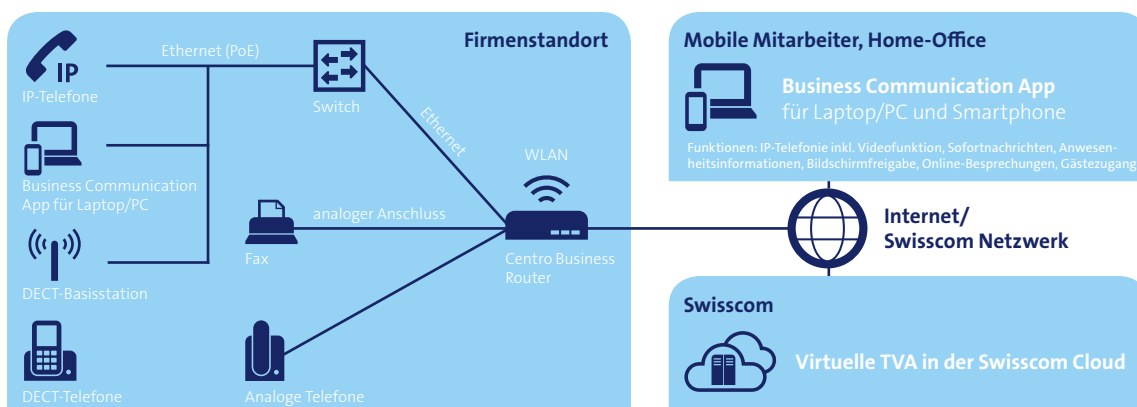 Firmenstandort
Ethernet (PoE)
IP
IP-Telefone
Switch
Ethernet
WLAN
Business Communication
App für Laptop/PC
analoger Anschluss
Fax
Centro Business
Router
DECT-Basisstation
DECT-Telefone
Analoge Telefone
Mobile Mitarbeiter, Home-Office
Business Communication App
für Laptop/PC und Smartphone
Funktionen: IP-Telefonie inkl. Videofunktion, Sofortnachrichten, Anwesen-
heitsinformationen, Bildschirmfreigabe, Online-Besprechungen, Gästezugang
Internet/
Swisscom Netzwerk
Swisscom
Virtuelle TVA in der Swisscom Cloud